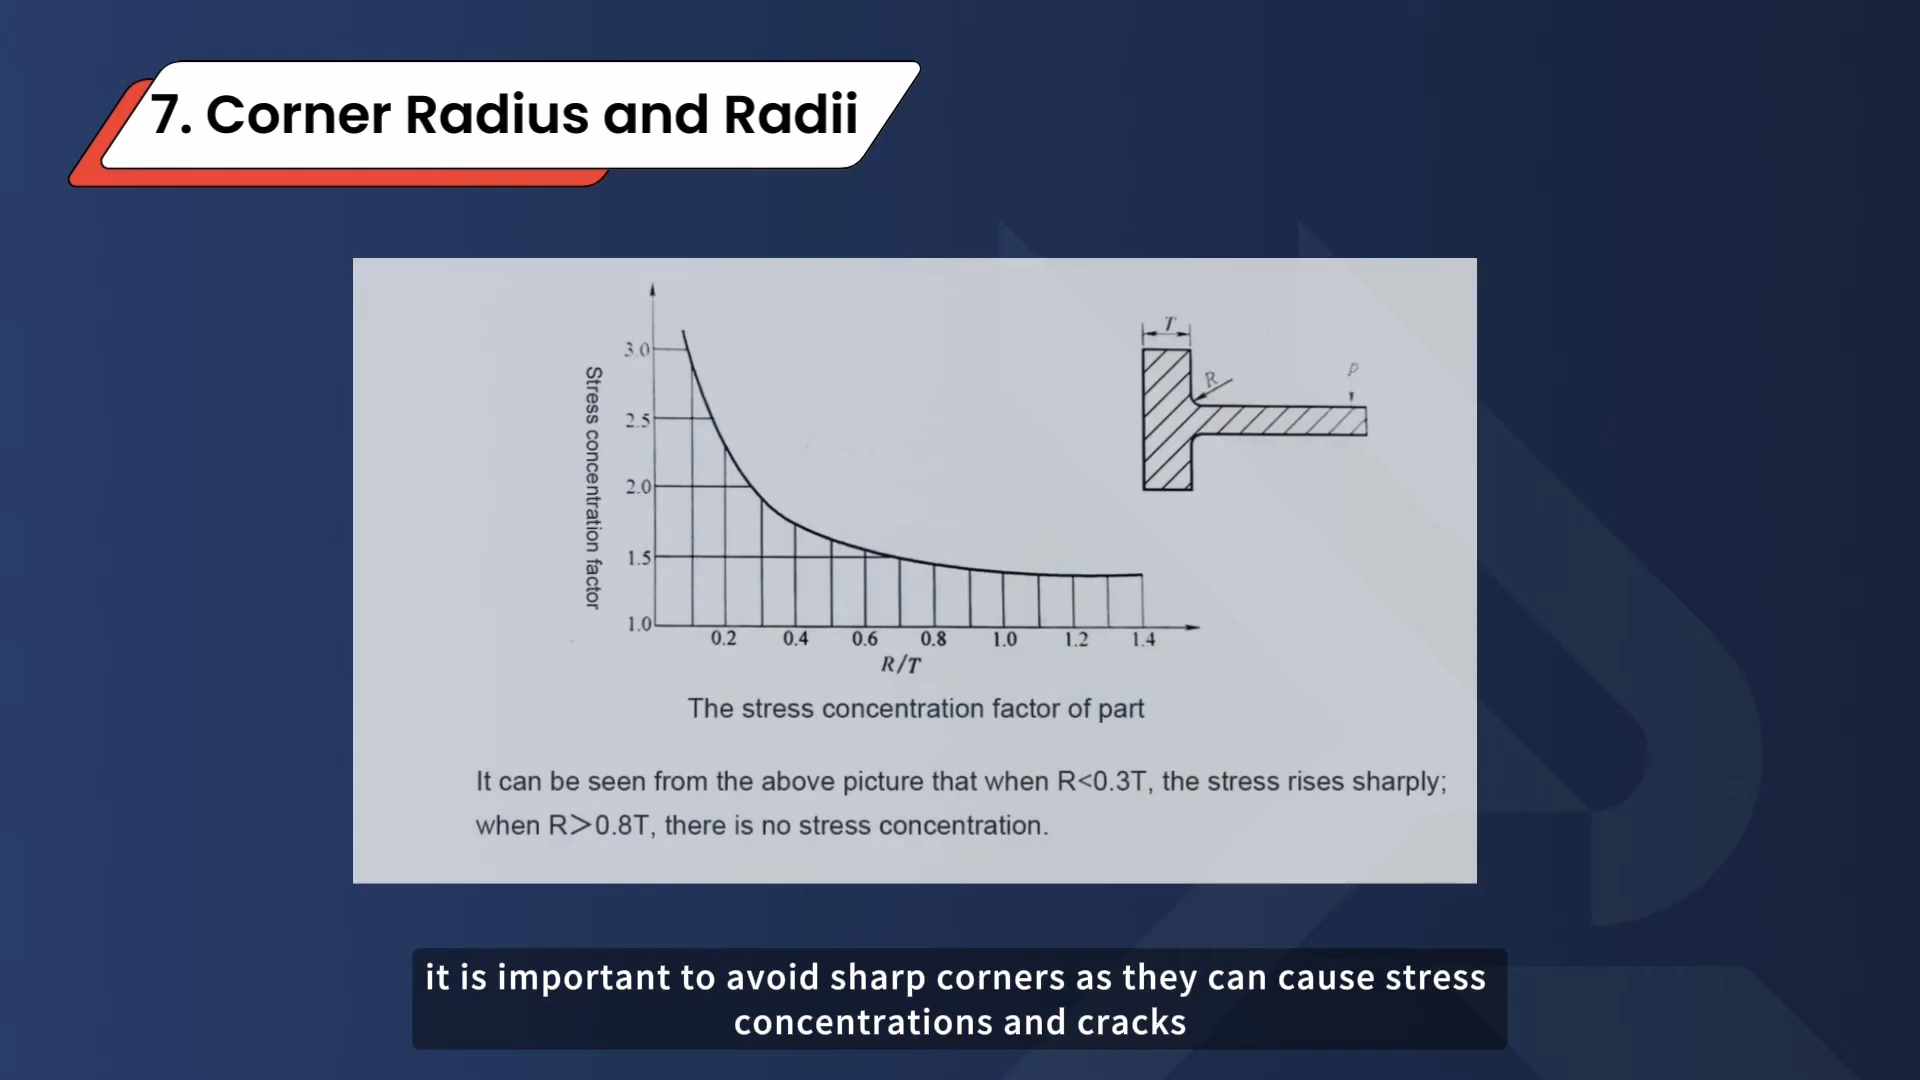 7. Corner Radius and Radii
T
R
P
3.0
2.5
2.0
1.5
1.0
Stress concentration factor
0.2 0.4 0.6 0.8 1.0 1.2 1.4
R/T
The stress concentration factor of part
It can be seen from the above picture that when R<0.3T, the stress rises sharply;
when R>0.8T, there is no stress concentration.
it is important to avoid sharp corners as they can cause stress
concentrations and cracks